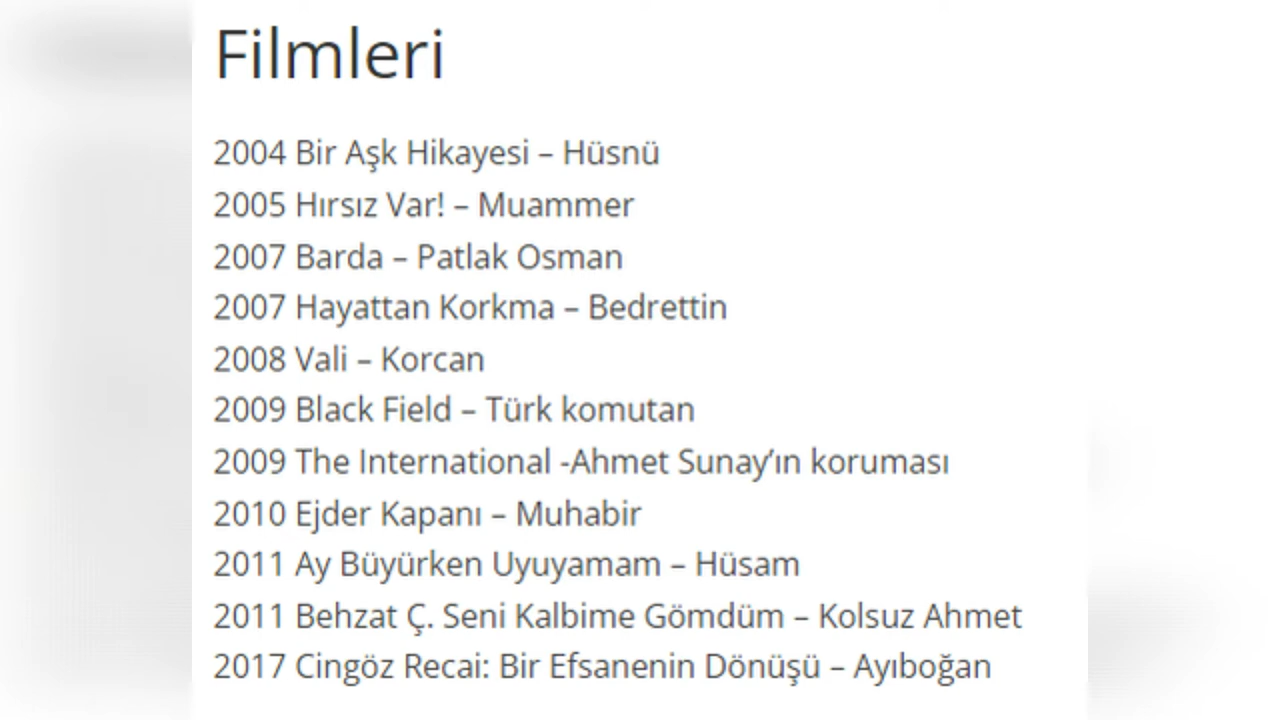 Filmleri
2004 Bir Aşk Hikayesi – Hüsnü
2005 Hırsız Var! – Muammer
2007 Barda – Patlak Osman
2007 Hayattan Korkma – Bedrettin
2008 Vali – Korcan
2009 Black Field – Türk komutan
2009 The International -Ahmet Sunay’ın koruması
2010 Ejder Kapanı – Muhabir
2011 Ay Büyürken Uyuyamam – Hüsam
2011 Behzat Ç. Seni Kalbime Gömdüm – Kolsuz Ahmet
2017 Cingöz Recai: Bir Efsanenin Dönüşü – Ayıboğan